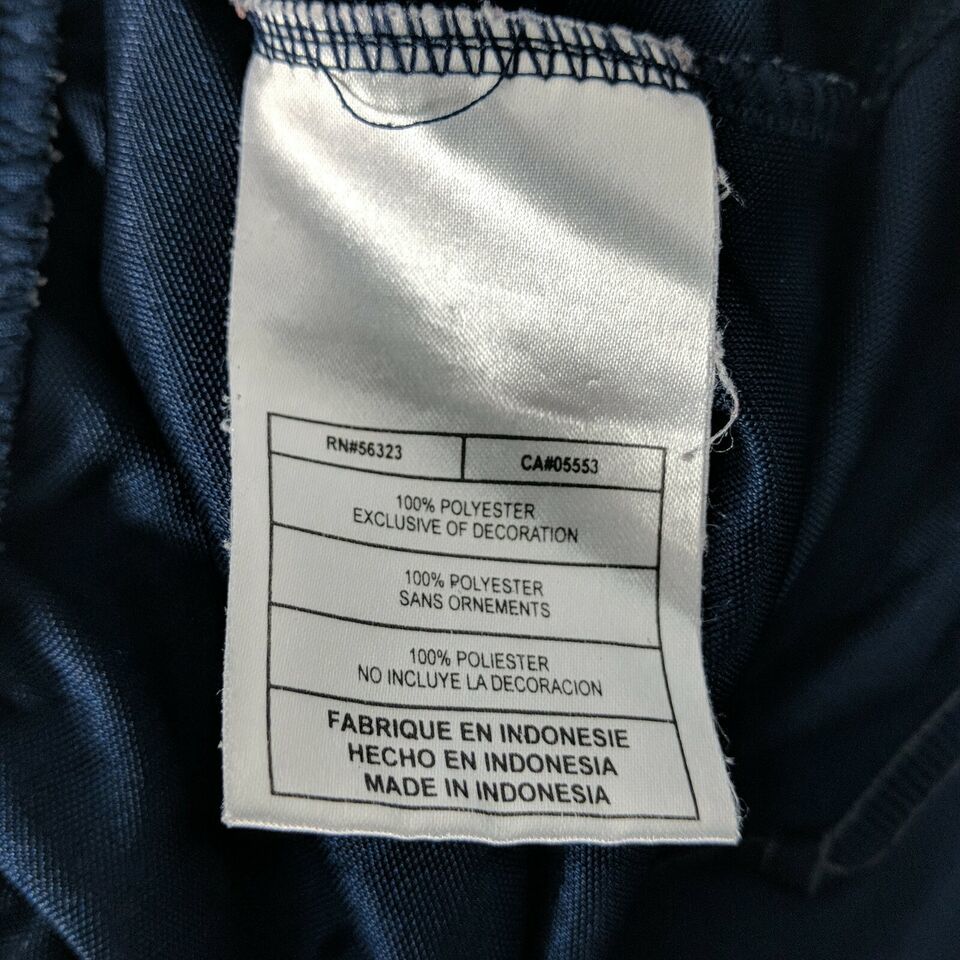 RN#56323
CA#05553
100% POLYESTER
EXCLUSIVE OF DECORATION
100% POLYESTER
SANS ORNEMENTS
100% POLIESTER
NO INCLUYE LA DECORACION
FABRIQUE EN INDONESIE
HECHO EN INDONESIA
MADE IN INDONESIA